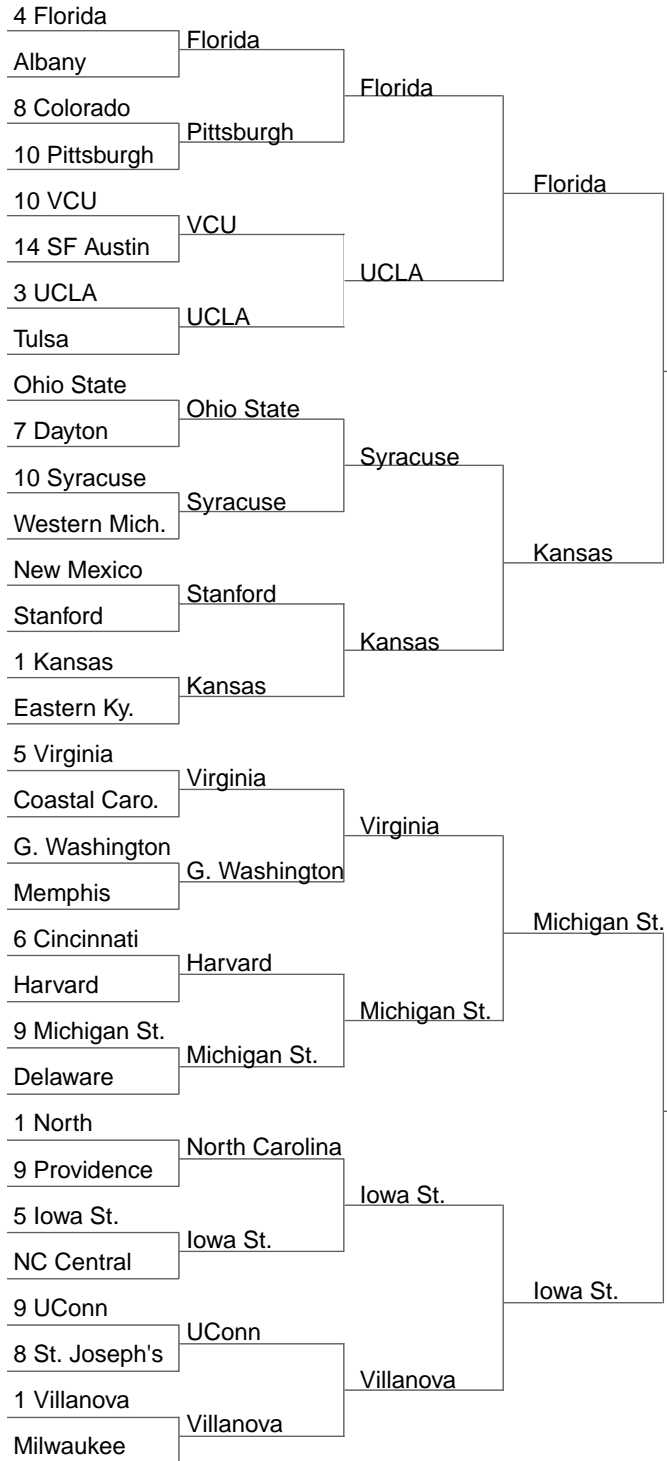 4 Florida
Albany
8 Colorado
10 Pittsburgh
10 VCU
14 SF Austin
3 UCLA
Tulsa
Ohio State
7 Dayton
10 Syracuse
Western Mich.
New Mexico
Stanford
1 Kansas
Eastern Ky.
5 Virginia
Coastal Caro.
G. Washington
Memphis
6 Cincinnati
Harvard
9 Michigan St.
Delaware
1 North
9 Providence
5 Iowa St.
NC Central
9 UConn
8 St. Joseph's
1 Villanova
Milwaukee
Florida
Pittsburgh
VCU
UCLA
Ohio State
Syracuse
Stanford
Kansas
Virginia
G. Washington
Harvard
Michigan St.
North Carolina
Iowa St.
UConn
Villanova
Florida
UCLA
Syracuse
Kansas
Virginia
Michigan St.
Iowa St.
Villanova
Florida
Kansas
Michigan St.
Iowa St.